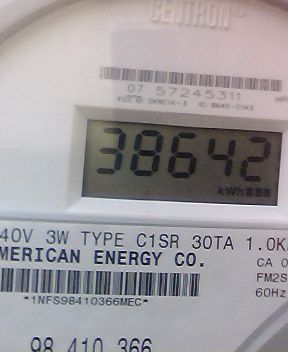 CENTRON
07 57245311
38642
kWh
40V 3W TYPE C1SR 30TA 1.0K
MERICAN ENERGY CO.
CA 0
FM2S
60Hz
*1NFS98410366MEC*
98 410 366